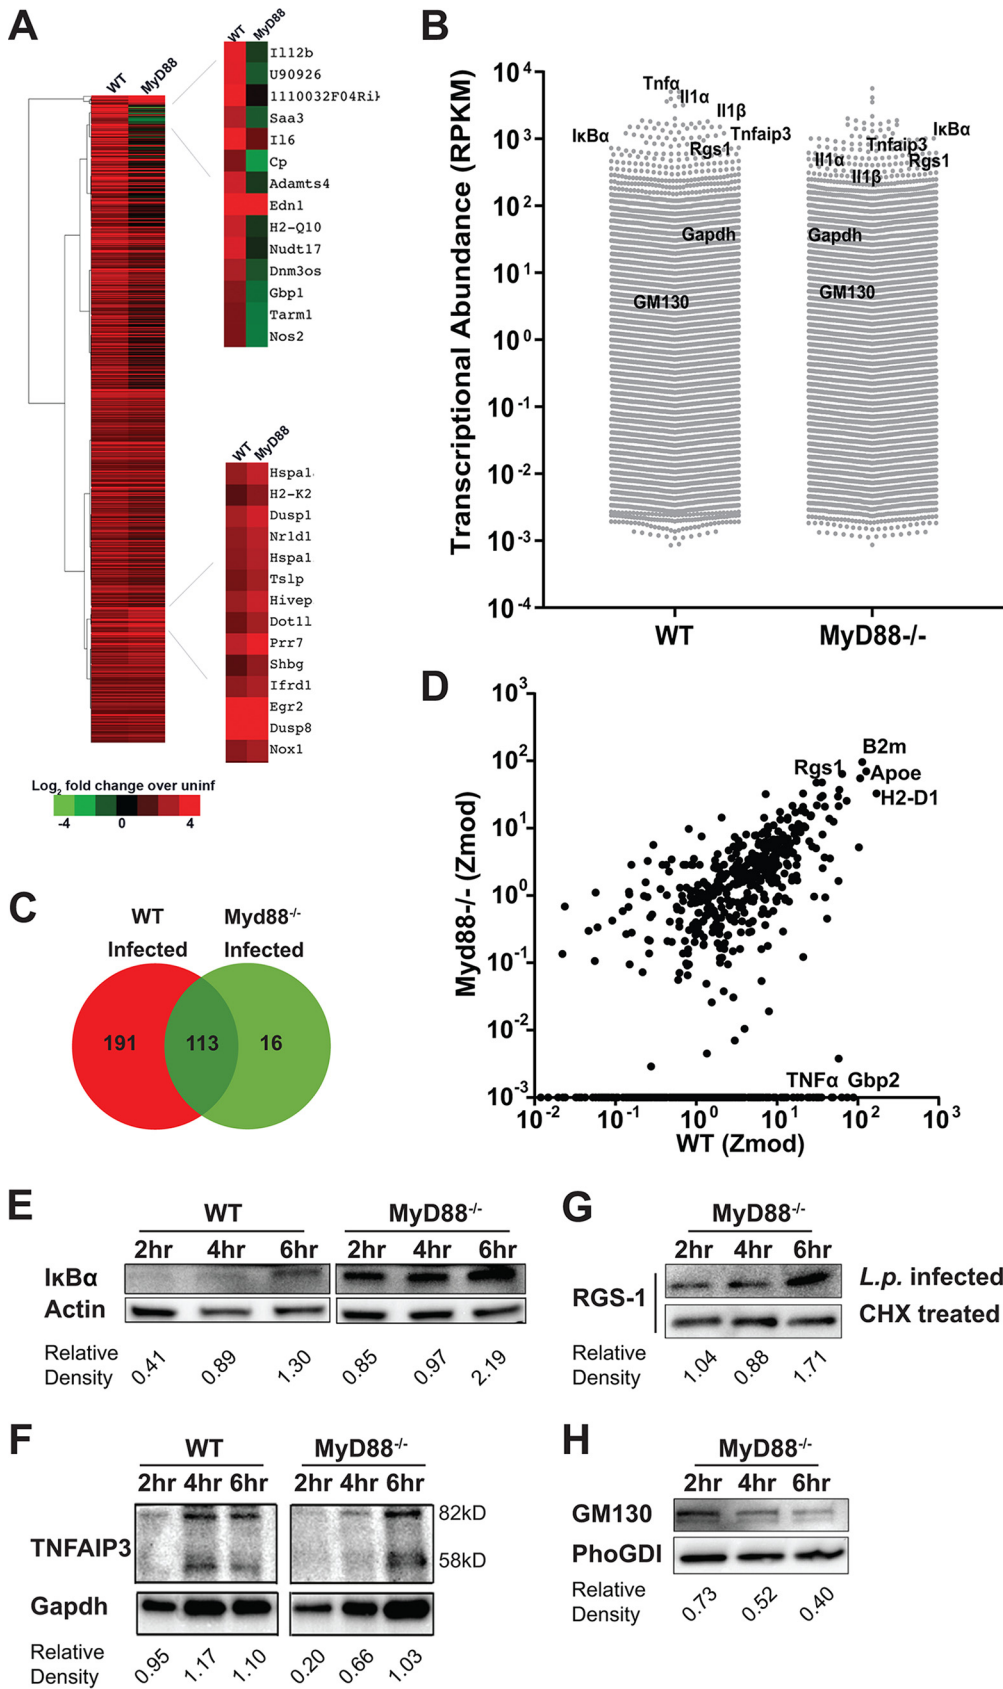 A
WT MyD88
WT MyD88
Il12b
U90926
1110032F04Rik
Saa3
Il6
Cp
Adamts4
Edn1
H2-Q10
Nudt17
Dnm3os
Gbp1
Tarm1
Nos2
WT MyD88
Hspa1
H2-K2
Dusp1
Nr1d1
Hspa1
Tslp
Hivep
Dot1l
Prr7
Shbg
Ifrd1
Egr2
Dusp8
Nox1
Log2 fold change over uninf
-4 0 4
B
Transcriptional Abundance (RPKM)
10^4
10^3
10^2
10^1
10^0
10^-1
10^-2
10^-3
10^-4
Tnfα
Il1α
Il1β
IκBα
Tnfaip3
Rgs1
Gapdh
GM130
IκBα
Tnfaip3
Il1α
Rgs1
Il1β
Gapdh
GM130
WT MyD88-/-
C
WT Myd88-/-
Infected Infected
191 113 16
D
Myd88-/- (Zmod)
10^3
10^2
10^1
10^0
10^-1
10^-2
10^-3
B2m
Rgs1
Apoe
H2-D1
TNFα Gbp2
10^-2 10^-1 10^0 10^1 10^2 10^3
WT (Zmod)
E
WT MyD88-/-
2hr 4hr 6hr 2hr 4hr 6hr
IκBα
Actin
Relative Density
0.41 0.89 1.30 0.85 0.97 2.19
G
MyD88-/-
2hr 4hr 6hr
RGS-1
L.p. infected
CHX treated
Relative Density
1.04 0.88 1.71
F
WT MyD88-/-
2hr 4hr 6hr 2hr 4hr 6hr
TNFAIP3
82kD
58kD
Gapdh
Relative Density
0.95 1.17 1.10 0.20 0.66 1.03
H
MyD88-/-
2hr 4hr 6hr
GM130
PhoGDI
Relative Density
0.73 0.52 0.40